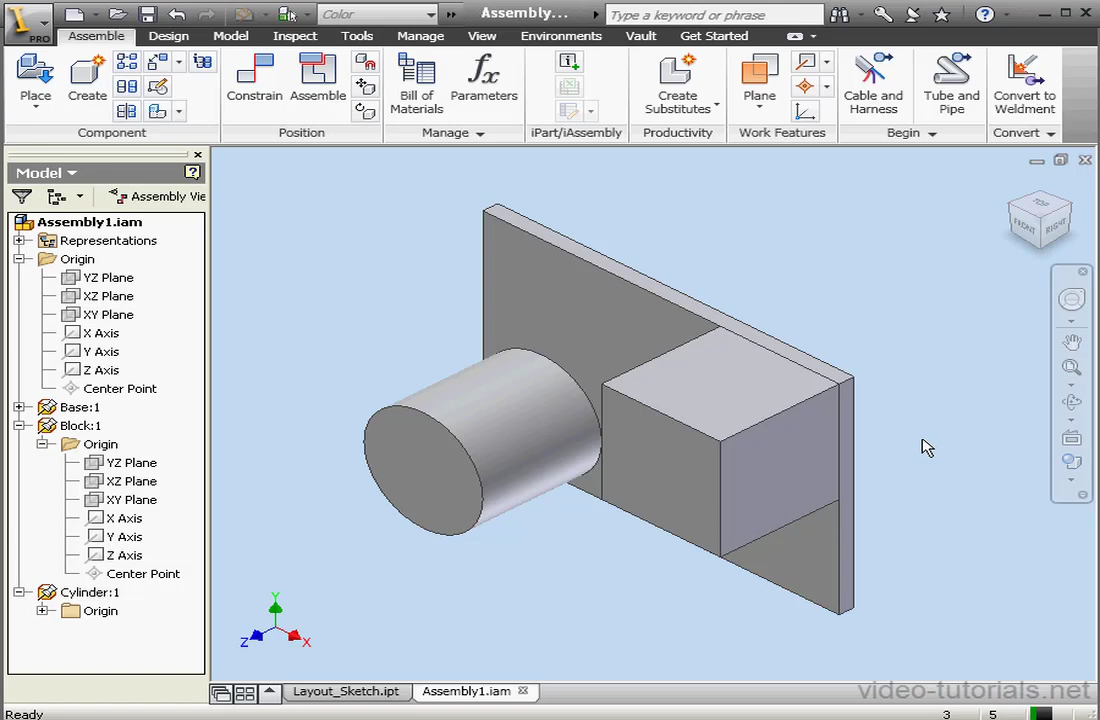 PRO
Color
Assembly...
Type a keyword or phrase
Assemble Design Model Inspect Tools Manage View Environments Vault Get Started
Place
Create
Component
Constrain
Assemble
Position
Bill of
Materials
Parameters
Manage
iPart/iAssembly
Create
Substitutes
Productivity
Plane
Work Features
Cable and
Harness
Tube and
Pipe
Begin
Convert to
Weldment
Convert
Model
Assembly Vie
Assembly1.iam
Representations
Origin
YZ Plane
XZ Plane
XY Plane
X Axis
Y Axis
Z Axis
Center Point
Base:1
Block:1
Origin
YZ Plane
XZ Plane
XY Plane
X Axis
Y Axis
Z Axis
Center Point
Cylinder:1
Origin
TOP
FRONT
RIGHT
Y
Z
X
Layout_Sketch.ipt
Assembly1.iam
video-tutorials.net
Ready
3
5